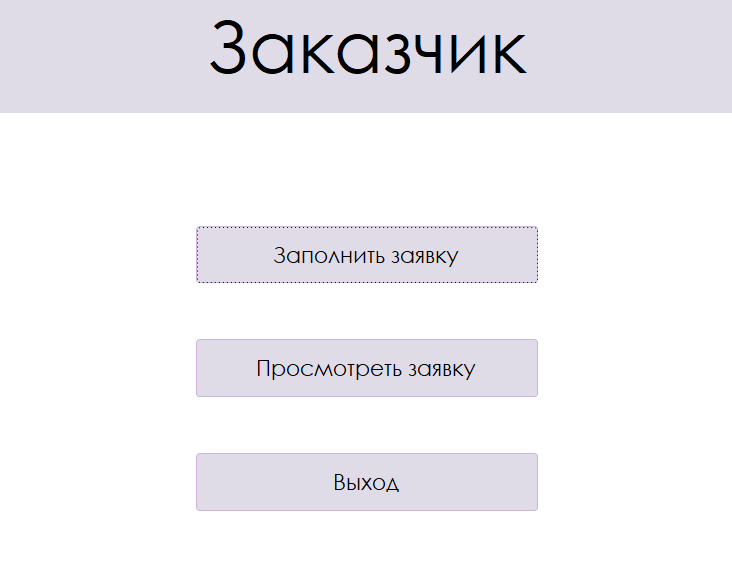 Заказчик
Заполнить заявку
Просмотреть заявку
Выход